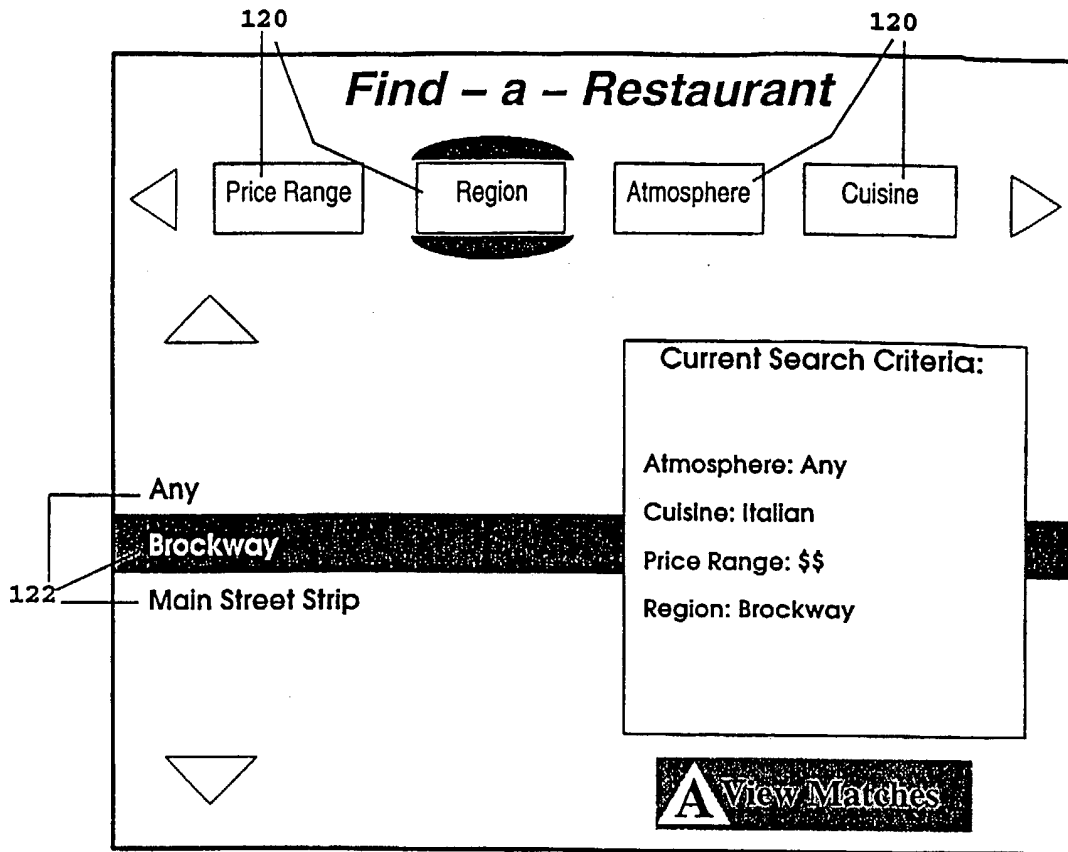 120 120
Find – a – Restaurant
Price Range Region Atmosphere Cuisine
Current Search Criteria:
Atmosphere: Any
Any
Cuisine: Italian
Brockway
Price Range: $$
122
Main Street Strip
Region: Brockway
A View Matches